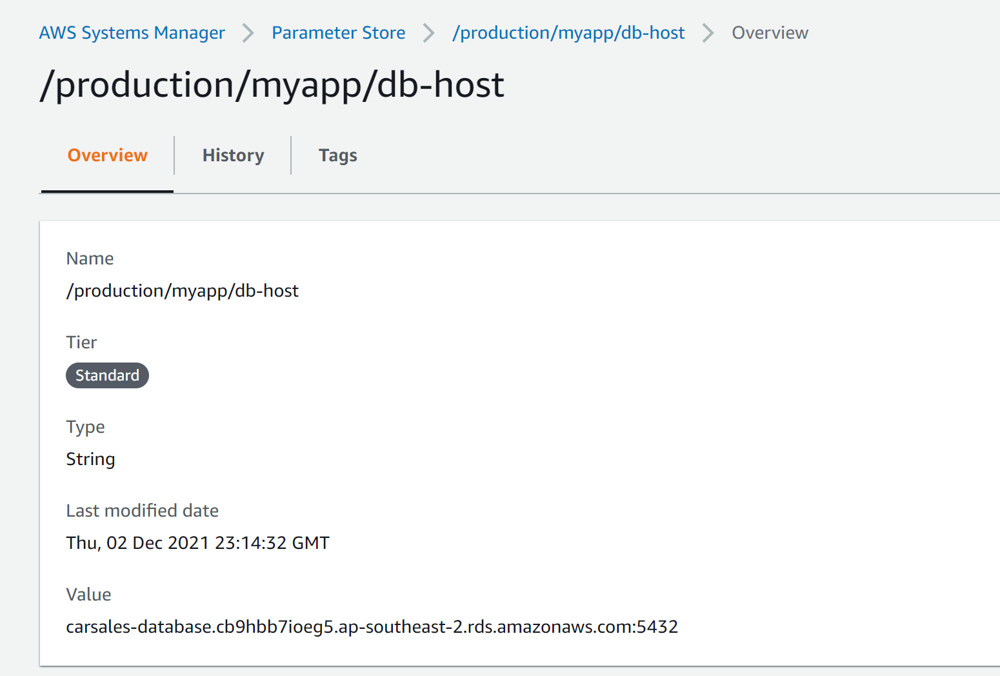 AWS Systems Manager > Parameter Store > /production/myapp/db-host > Overview
/production/myapp/db-host
Overview History Tags
Name
/production/myapp/db-host
Tier
Standard
Type
String
Last modified date
Thu, 02 Dec 2021 23:14:32 GMT
Value
carsales-database.cb9hbb7ioeg5.ap-southeast-2.rds.amazonaws.com:5432